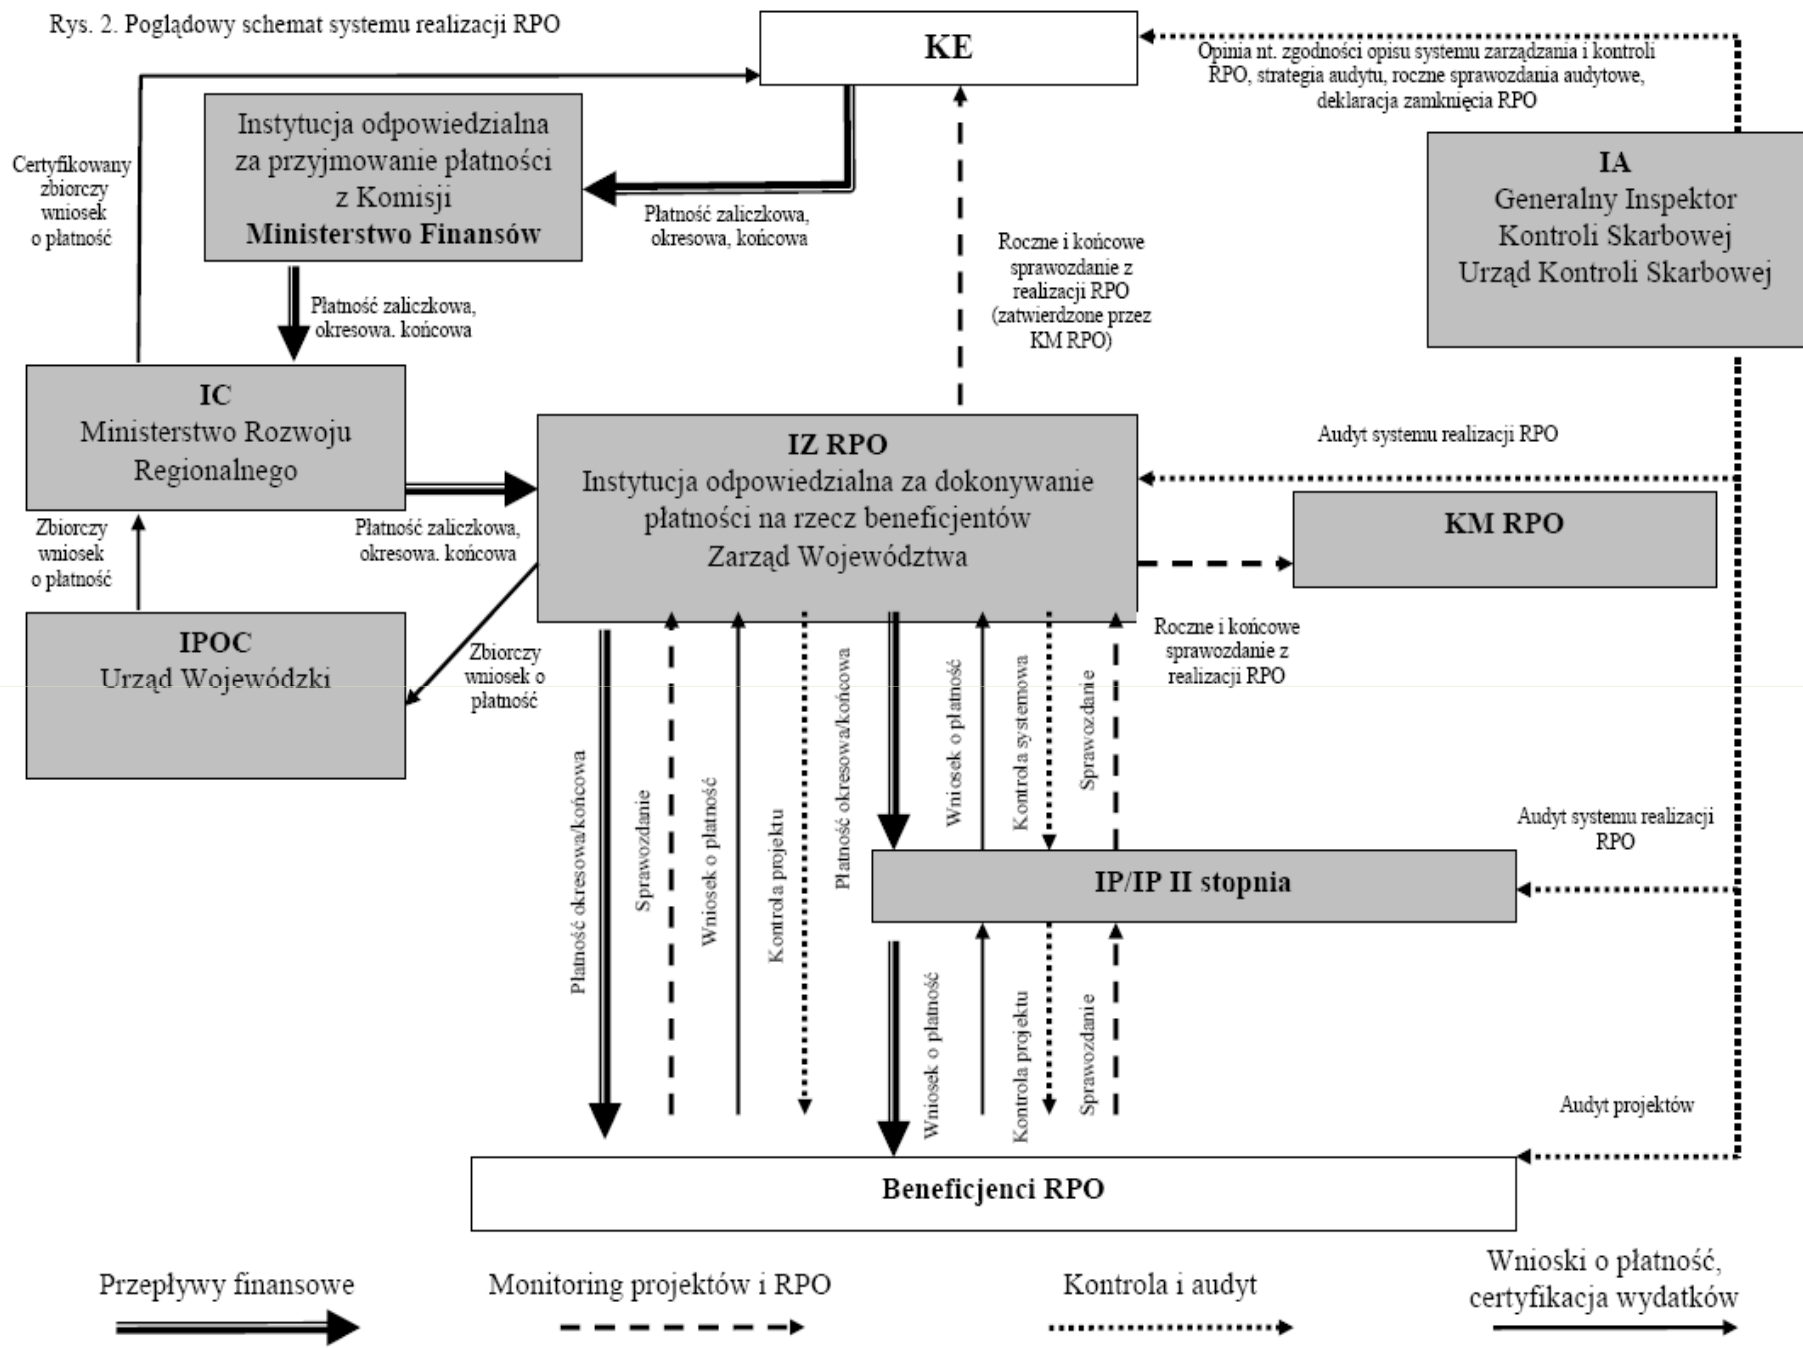 Rys. 2. Poglądowy schemat systemu realizacji RPO
KE
Opinia nt. zgodności opisu systemu zarządzania i kontroli
RPO, strategia audytu, roczne sprawozdania audytowe,
deklaracja zamknięcia RPO
Instytucja odpowiedzialna
za przyjmowanie płatności
z Komisji
Ministerstwo Finansów
Certyfikowany
zbiorczy
wniosek
o płatność
Płatność zaliczkowa,
okresowa, końcowa
IA
Generalny Inspektor
Kontroli Skarbowej
Urząd Kontroli Skarbowej
Roczne i końcowe
sprawozdanie z
realizacji RPO
(zatwierdzone przez
KM RPO)
Płatność zaliczkowa,
okresowa. końcowa
IC
Ministerstwo Rozwoju
Regionalnego
IZ RPO
Instytucja odpowiedzialna za dokonywanie
płatności na rzecz beneficjentów
Zarząd Województwa
Audyt systemu realizacji RPO
KM RPO
Zbiorczy
wniosek
o płatność
Płatność zaliczkowa,
okresowa. końcowa
IPOC
Urząd Wojewódzki
Zbiorczy
wniosek o
płatność
Roczne i końcowe
sprawozdanie z
realizacji RPO
Płatność okresowa/końcowa
Sprawozdanie
Wniosek o płatność
Kontrola projektu
Płatność okresowa/końcowa
Wniosek o płatność
Kontrola systemowa
Sprawozdanie
Audyt systemu realizacji
RPO
IP/IP II stopnia
Wniosek o płatność
Kontrola projektu
Sprawozdanie
Audyt projektów
Beneficjenci RPO
Przepływy finansowe
Monitoring projektów i RPO
Kontrola i audyt
Wnioski o płatność,
certyfikacja wydatków